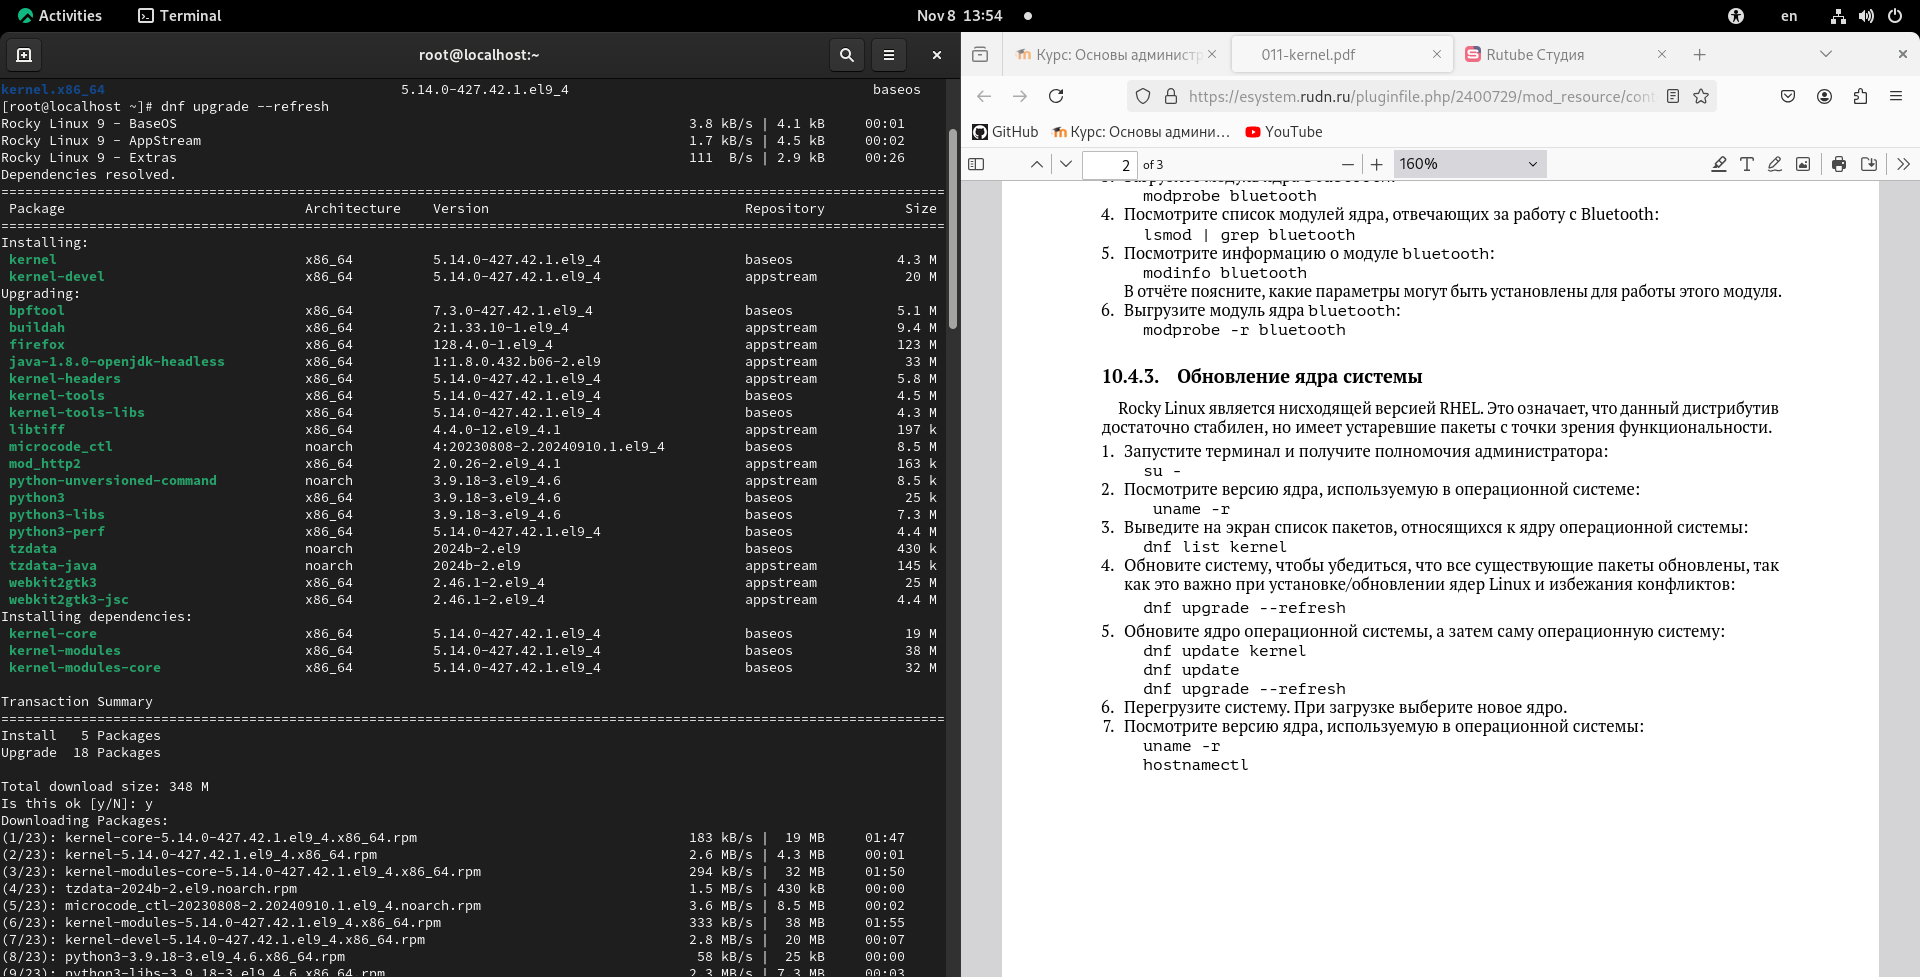 Activities
Terminal
Nov 8 13:54
en
root@localhost:~
kernel.x86_64 5.14.0-427.42.1.el9_4 baseos
[root@localhost ~]# dnf upgrade --refresh
Rocky Linux 9 - BaseOS 3.8 kB/s | 4.1 kB 00:01
Rocky Linux 9 - AppStream 1.7 kB/s | 4.5 kB 00:02
Rocky Linux 9 - Extras 111 B/s | 2.9 kB 00:26
Dependencies resolved.
Package Architecture Version Repository Size
Installing:
kernel x86_64 5.14.0-427.42.1.el9_4 baseos 4.3 M
kernel-devel x86_64 5.14.0-427.42.1.el9_4 appstream 20 M
Upgrading:
bpftool x86_64 7.3.0-427.42.1.el9_4 baseos 5.1 M
buildah x86_64 2:1.33.10-1.el9_4 appstream 9.4 M
firefox x86_64 128.4.0-1.el9_4 appstream 123 M
java-1.8.0-openjdk-headless x86_64 1:1.8.0.432.b06-2.el9 appstream 33 M
kernel-headers x86_64 5.14.0-427.42.1.el9_4 appstream 5.8 M
kernel-tools x86_64 5.14.0-427.42.1.el9_4 baseos 4.5 M
kernel-tools-libs x86_64 5.14.0-427.42.1.el9_4 baseos 4.3 M
libtiff x86_64 4.4.0-12.el9_4.1 appstream 197 k
microcode_ctl noarch 4:20230808-2.20240910.1.el9_4 baseos 8.5 M
mod_http2 x86_64 2.0.26-2.el9_4.1 appstream 163 k
python-unversioned-command noarch 3.9.18-3.el9_4.6 appstream 8.5 k
python3 x86_64 3.9.18-3.el9_4.6 baseos 25 k
python3-libs x86_64 3.9.18-3.el9_4.6 baseos 7.3 M
python3-perf x86_64 5.14.0-427.42.1.el9_4 baseos 4.4 M
tzdata noarch 2024b-2.el9 baseos 430 k
tzdata-java noarch 2024b-2.el9 appstream 145 k
webkit2gtk3 x86_64 2.46.1-2.el9_4 appstream 25 M
webkit2gtk3-jsc x86_64 2.46.1-2.el9_4 appstream 4.4 M
Installing dependencies:
kernel-core x86_64 5.14.0-427.42.1.el9_4 baseos 19 M
kernel-modules x86_64 5.14.0-427.42.1.el9_4 baseos 38 M
kernel-modules-core x86_64 5.14.0-427.42.1.el9_4 baseos 32 M
Transaction Summary
Install 5 Packages
Upgrade 18 Packages
Total download size: 348 M
Is this ok [y/N]: y
Downloading Packages:
(1/23): kernel-core-5.14.0-427.42.1.el9_4.x86_64.rpm 183 kB/s | 19 MB 01:47
(2/23): kernel-5.14.0-427.42.1.el9_4.x86_64.rpm 2.6 MB/s | 4.3 MB 00:01
(3/23): kernel-modules-core-5.14.0-427.42.1.el9_4.x86_64.rpm 294 kB/s | 32 MB 01:50
(4/23): tzdata-2024b-2.el9.noarch.rpm 1.5 MB/s | 430 kB 00:00
(5/23): microcode_ctl-20230808-2.20240910.1.el9_4.noarch.rpm 3.6 MB/s | 8.5 MB 00:02
(6/23): kernel-modules-5.14.0-427.42.1.el9_4.x86_64.rpm 333 kB/s | 38 MB 01:55
(7/23): kernel-devel-5.14.0-427.42.1.el9_4.x86_64.rpm 2.8 MB/s | 20 MB 00:07
(8/23): python3-3.9.18-3.el9_4.6.x86_64.rpm 58 kB/s | 25 kB 00:00
(9/23): python3-libs-3.9.18-3.el9_4.6.x86_64.rpm 2.3 MB/s | 7.3 MB 00:03
Курс: Основы администр
011-kernel.pdf
Rutube Студия
https://esystem.rudn.ru/pluginfile.php/2400729/mod_resource/cont
GitHub
Курс: Основы админи…
YouTube
2 of 3
160%
modprobe bluetooth
4. Посмотрите список модулей ядра, отвечающих за работу с Bluetooth:
lsmod | grep bluetooth
5. Посмотрите информацию о модуле bluetooth:
modinfo bluetooth
В отчёте поясните, какие параметры могут быть установлены для работы этого модуля.
6. Выгрузите модуль ядра bluetooth:
modprobe -r bluetooth
10.4.3. Обновление ядра системы
Rocky Linux является нисходящей версией RHEL. Это означает, что данный дистрибутив
достаточно стабилен, но имеет устаревшие пакеты с точки зрения функциональности.
1. Запустите терминал и получите полномочия администратора:
su -
2. Посмотрите версию ядра, используемую в операционной системе:
uname -r
3. Выведите на экран список пакетов, относящихся к ядру операционной системы:
dnf list kernel
4. Обновите систему, чтобы убедиться, что все существующие пакеты обновлены, так
как это важно при установке/обновлении ядер Linux и избежания конфликтов:
dnf upgrade --refresh
5. Обновите ядро операционной системы, а затем саму операционную систему:
dnf update kernel
dnf update
dnf upgrade --refresh
6. Перегрузите систему. При загрузке выберите новое ядро.
7. Посмотрите версию ядра, используемую в операционной системы:
uname -r
hostnamectl